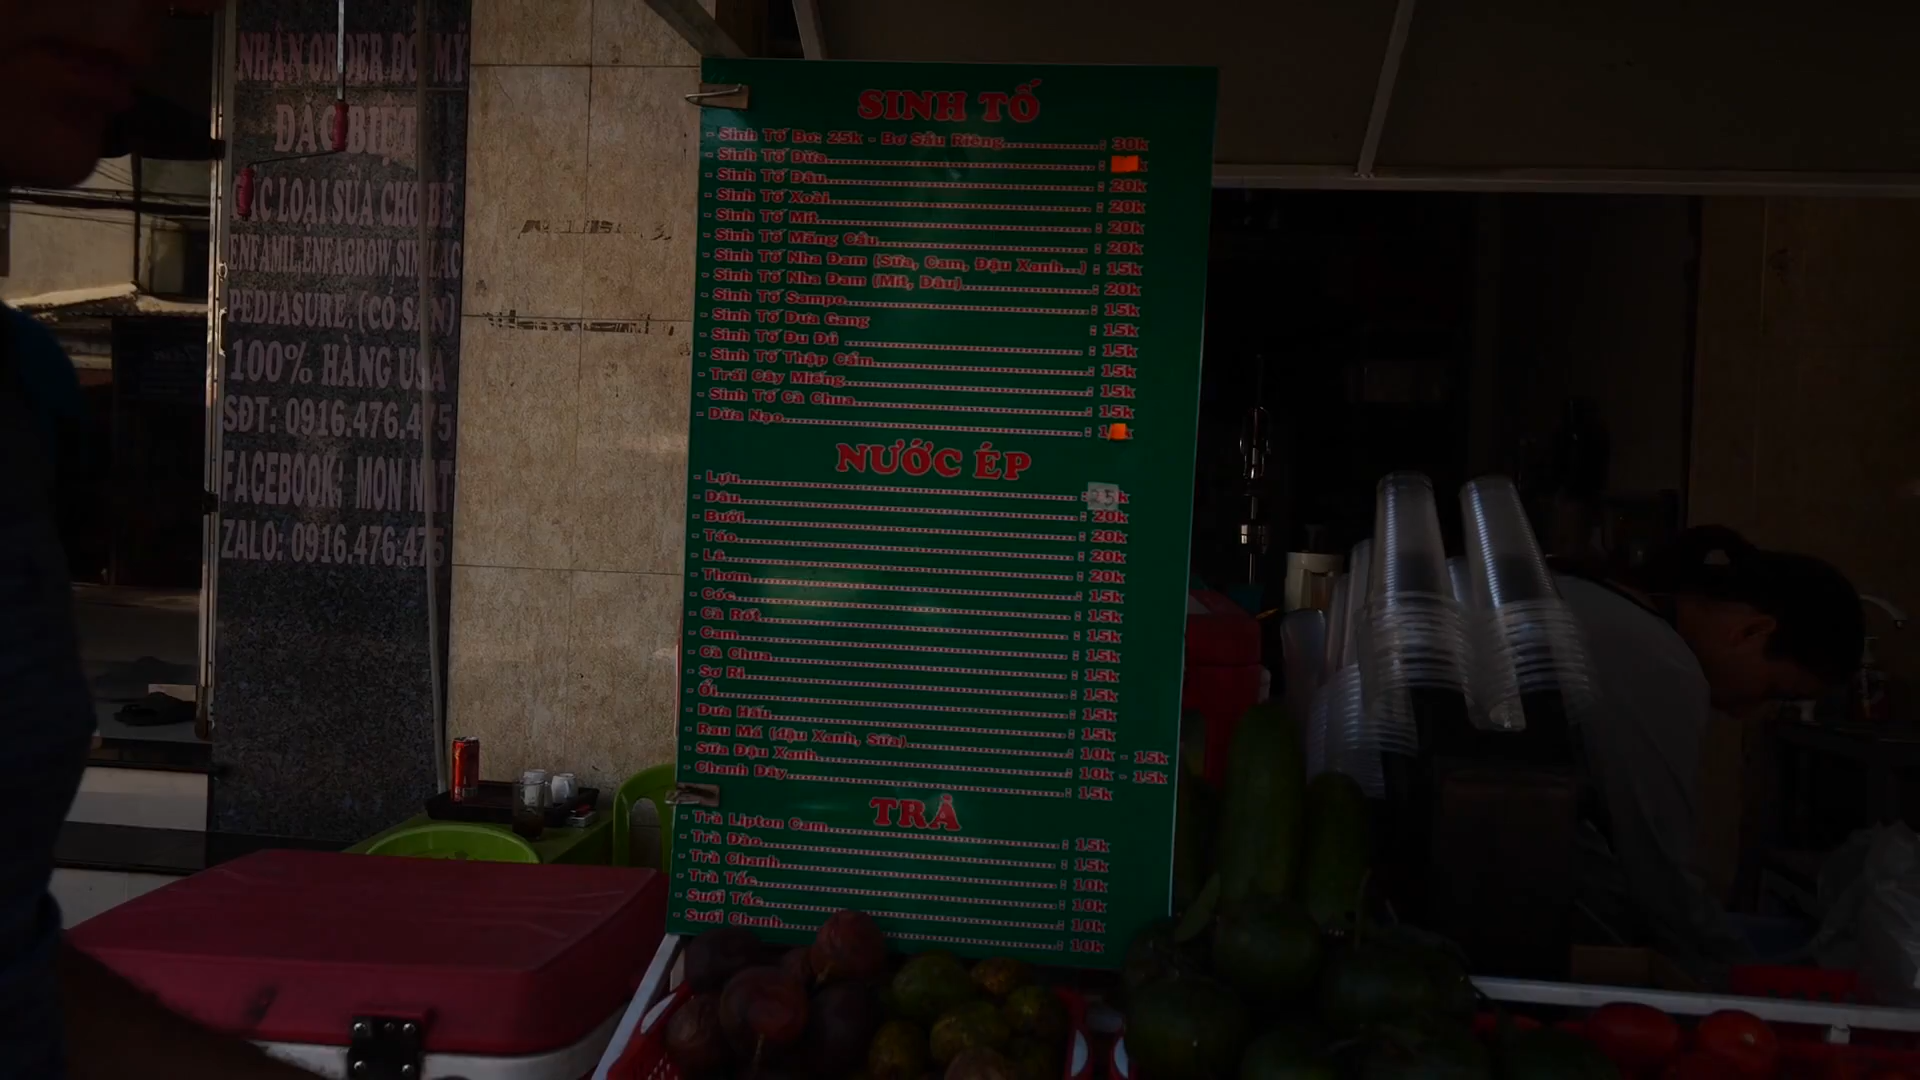 NHẬN ORDER ĐỒ MỸ
ĐẶC BIỆT
CÁC LOẠI SỮA CHO BÉ
ENFAMIL, ENFAGROW, SIMILAC
PEDIASURE, (CÓ SẴN)
100% HÀNG USA
SĐT: 0916.476.475
FACEBOOK: MON NAT
ZALO: 0916.476.475
SINH TỐ
- Sinh Tố Bơ: 25k - Bơ Sầu Riêng : 30k
- Sinh Tố Dừa : k
- Sinh Tố Dâu : 20k
- Sinh Tố Xoài : 20k
- Sinh Tố Mít : 20k
- Sinh Tố Mãng Cầu : 20k
- Sinh Tố Nha Đam (Sữa, Cam, Đậu Xanh...) : 15k
- Sinh Tố Nha Đam (Mít, Dâu) : 20k
- Sinh Tố Sampo : 15k
- Sinh Tố Dưa Gang : 15k
- Sinh Tố Đu Đủ : 15k
- Sinh Tố Thập Cẩm : 15k
- Trái Cây Miếng : 15k
- Sinh Tố Cà Chua : 15k
- Dừa Nạo : 1 k
NƯỚC ÉP
- Lựu : 25k
- Dâu : 20k
- Bưởi : 20k
- Táo : 20k
- Lê : 20k
- Thơm : 15k
- Cóc : 15k
- Cà Rốt : 15k
- Cam : 15k
- Cà Chua : 15k
- Sơ Ri : 15k
- Ổi : 15k
- Dưa Hấu : 15k
- Rau Má (đậu Xanh, Sữa) : 10k - 15k
- Sữa Đậu Xanh : 10k - 15k
- Chanh Dây : 15k
TRÀ
- Trà Lipton Cam : 15k
- Trà Đào : 15k
- Trà Chanh : 10k
- Trà Tắc : 10k
- Suối Tắc : 10k
- Suối Chanh : 10k